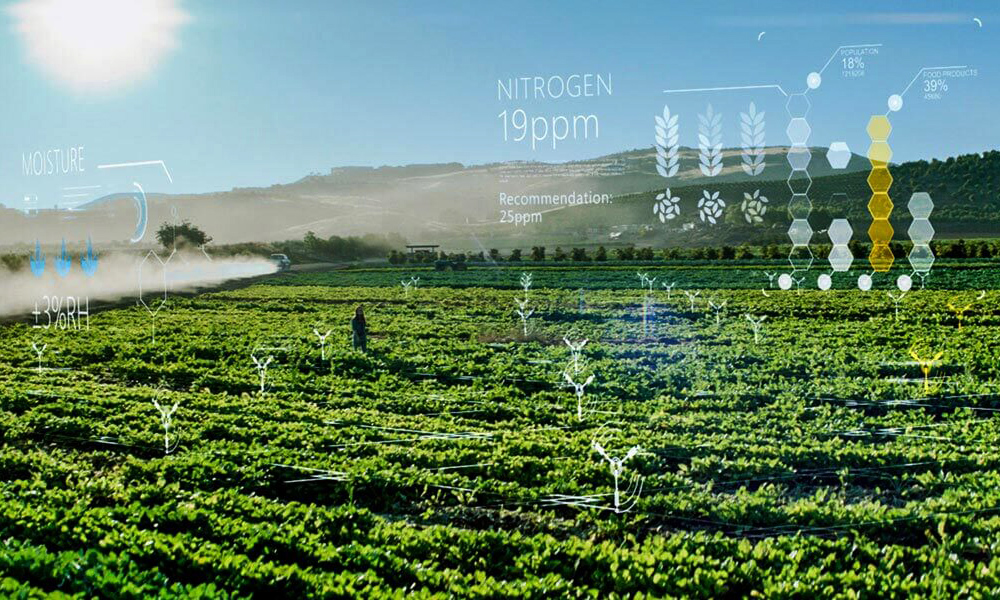 MOISTURE
±3%RH
NITROGEN
19ppm
Recommendation:
25ppm
POPULATION
18%
FOOD PRODUCTS
39%